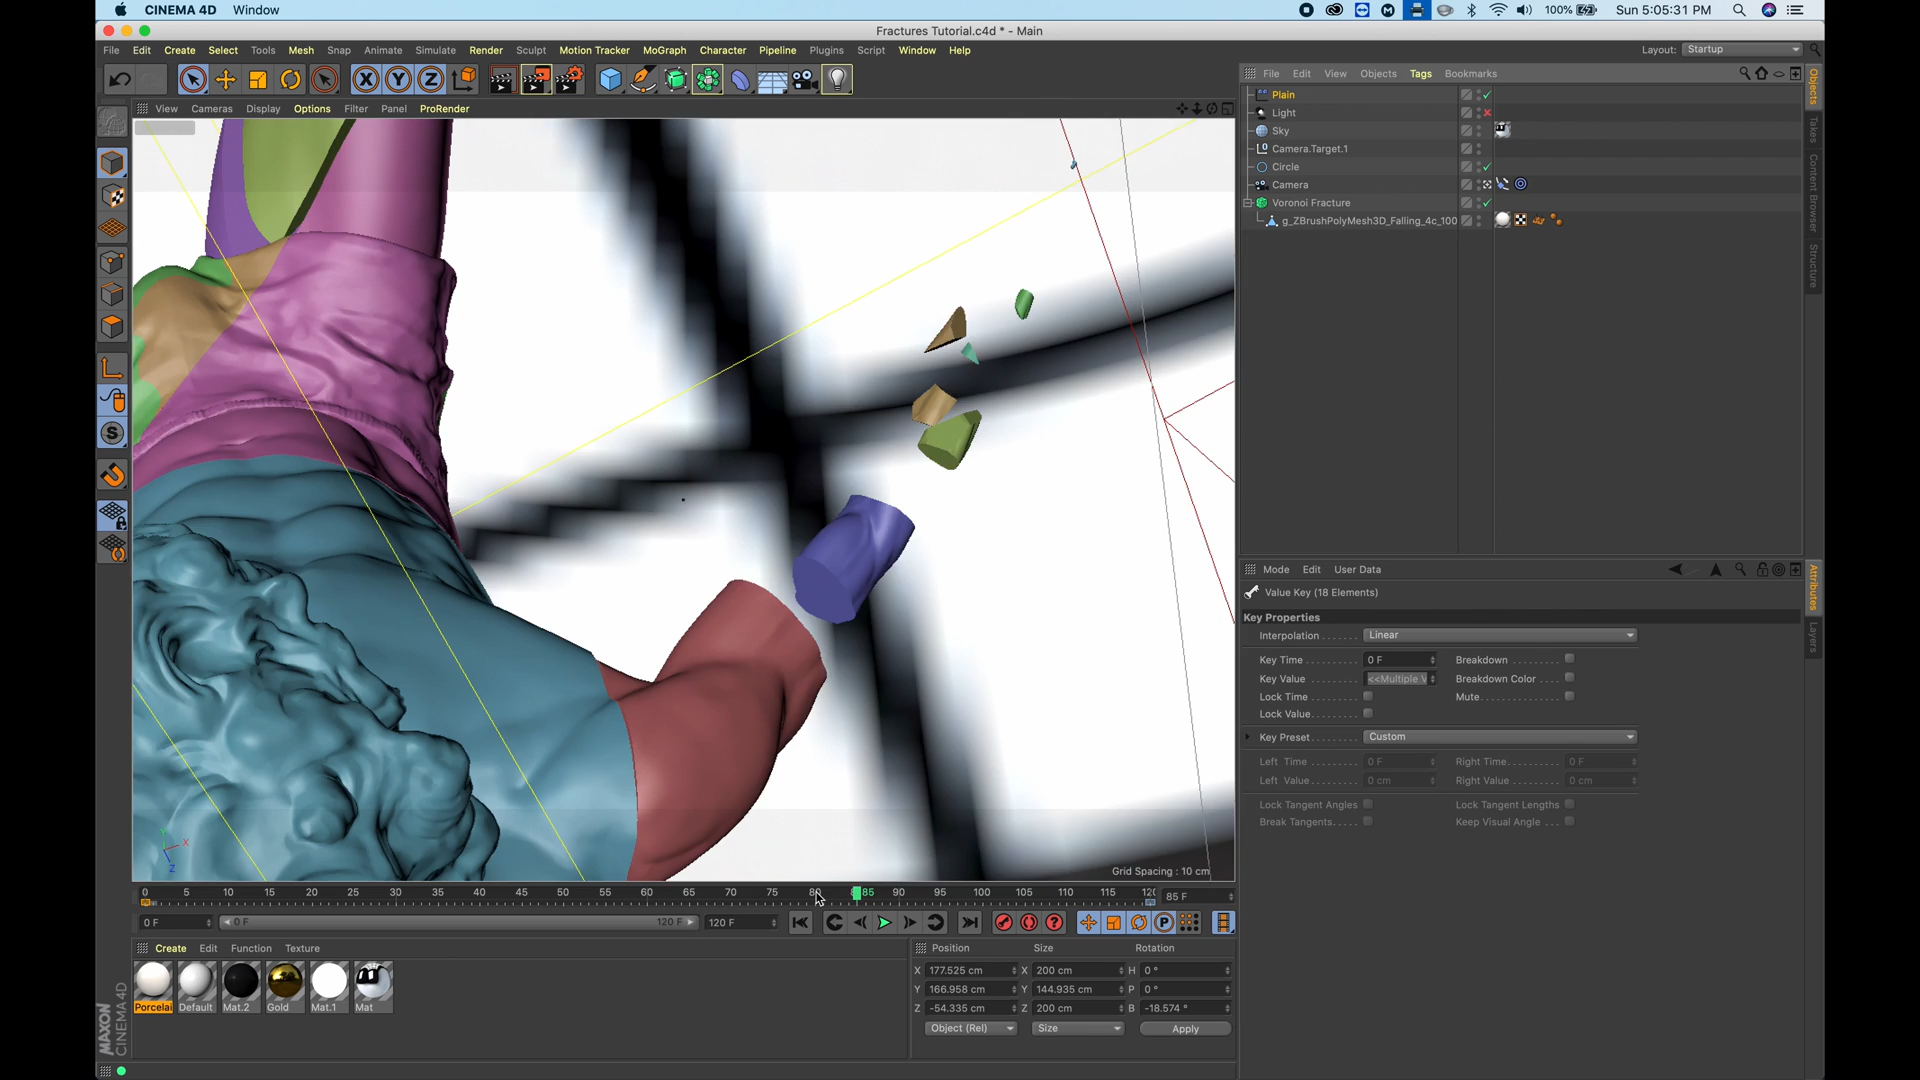 CINEMA 4D Window 100% Sun 5:05:31 PM
Fractures Tutorial.c4d * - Main
File Edit Create Select Tools Mesh Snap Animate Simulate Render Sculpt Motion Tracker MoGraph Character Pipeline Plugins Script Window Help Layout: Startup
File Edit View Objects Tags Bookmarks
View Cameras Display Options Filter Panel ProRender
Plain
Light
Sky
Camera.Target.1
Circle
Camera
Voronoi Fracture
g_ZBrushPolyMesh3D_Falling_4c_100
Objects
Takes
Content Browser
Structure
Mode Edit User Data
Value Key (18 Elements)
Key Properties
Interpolation Linear
Key Time 0 F Breakdown
Key Value <<Multiple V Breakdown Color
Lock Time Mute
Lock Value
Key Preset Custom
Left Time 0 F Right Time 0 F
Left Value 0 cm Right Value 0 cm
Lock Tangent Angles Lock Tangent Lengths
Break Tangents Keep Visual Angle
Attributes
Layers
Y X Z
Grid Spacing : 10 cm
0 5 10 15 20 25 30 35 40 45 50 55 60 65 70 75 80 85 90 95 100 105 110 115 85 F
0 F 0 F 120 F 120 F
Create Edit Function Texture
Porcelai Default Mat.2 Gold Mat.1 Mat
Position Size Rotation
X 177.525 cm X 200 cm H 0 °
Y 166.958 cm Y 144.935 cm P 0 °
Z -54.335 cm Z 200 cm B -18.574 °
Object (Rel) Size Apply
MAXON
CINEMA 4D